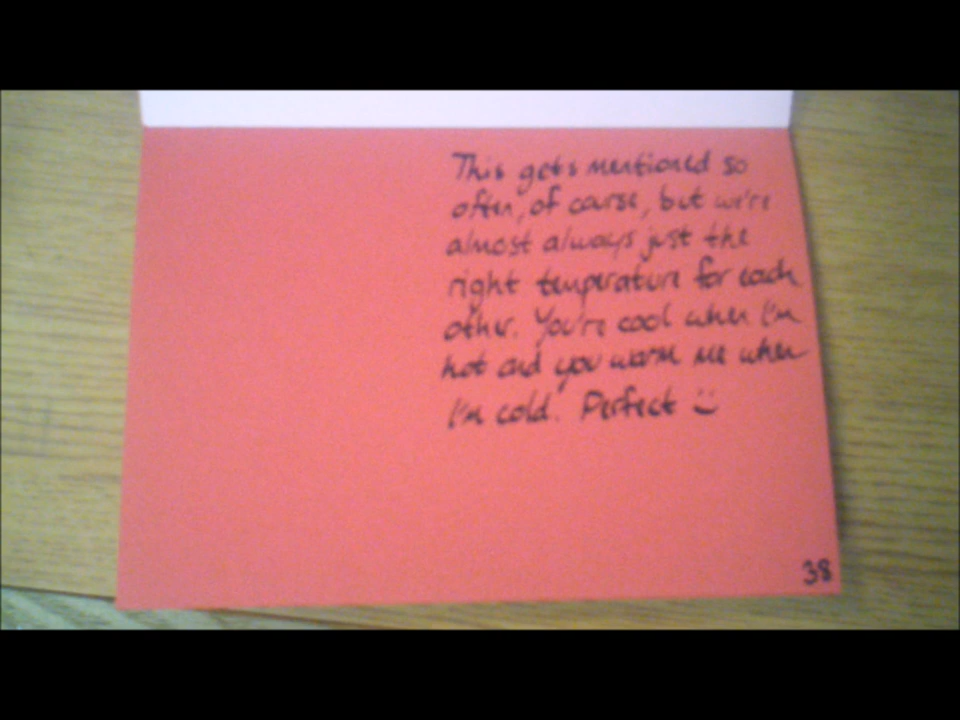 This gets mentioned so
often, of course, but we're
almost always just the
right temperature for each
other. You're cool when I'm
hot and you warm me when
I'm cold. Perfect :)
38